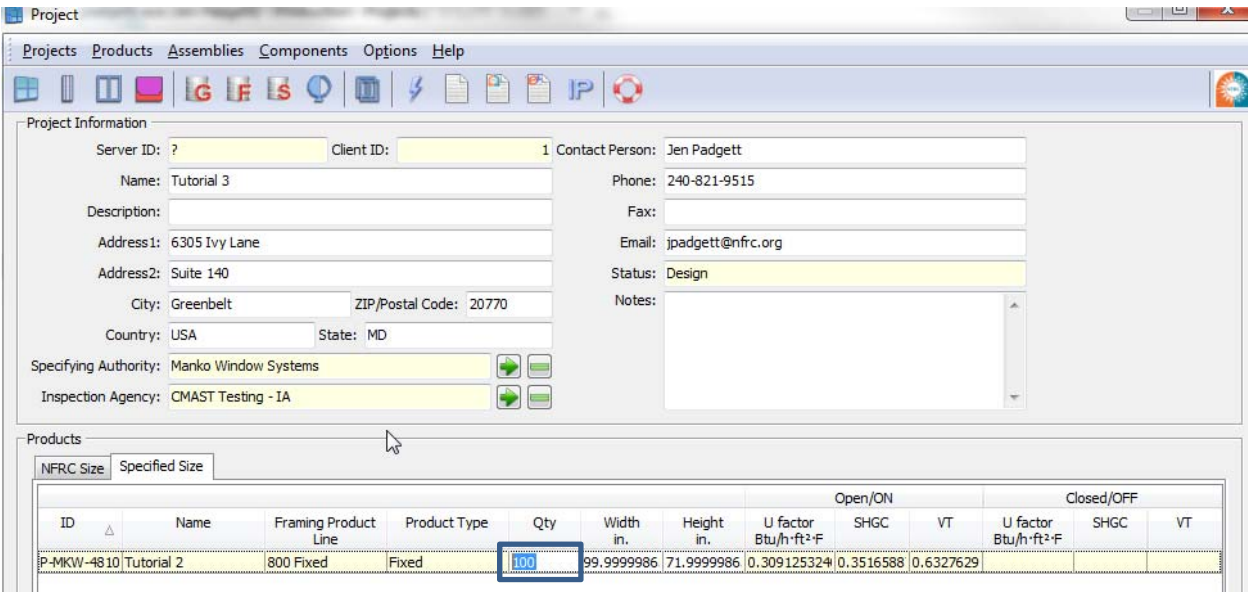 Project
Projects Products Assemblies Components Options Help
G F S IP
Project Information
Server ID: ? Client ID: 1 Contact Person: Jen Padgett
Name: Tutorial 3 Phone: 240-821-9515
Description: Fax:
Address1: 6305 Ivy Lane Email: jpadgett@nfrc.org
Address2: Suite 140 Status: Design
City: Greenbelt ZIP/Postal Code: 20770 Notes:
Country: USA State: MD
Specifying Authority: Manko Window Systems
Inspection Agency: CMAST Testing - IA
Products
NFRC Size Specified Size
Open/ON Closed/OFF
ID Name Framing Product Line Product Type Qty Width in. Height in. U factor Btu/h·ft²·F SHGC VT U factor Btu/h·ft²·F SHGC VT
P-MKW-4810 Tutorial 2 800 Fixed Fixed 100 99.9999986 71.9999986 0.309125324 0.3516588 0.6327629